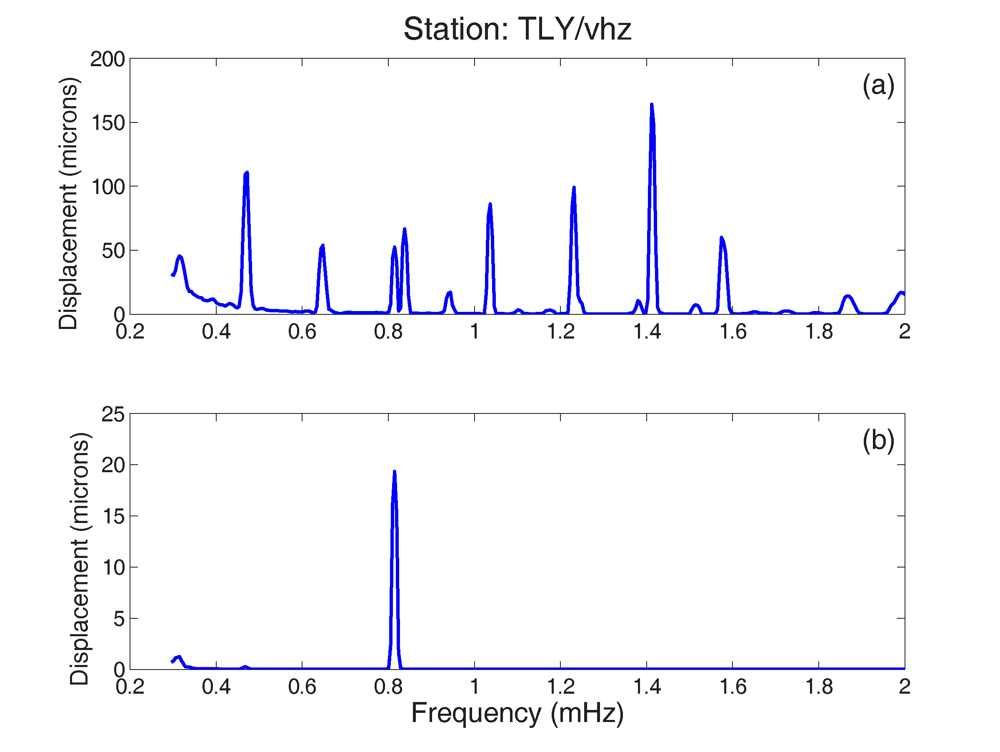 Station: TLY/vhz
(a)
Displacement (microns)
200
150
100
50
0
0.2 0.4 0.6 0.8 1 1.2 1.4 1.6 1.8 2
(b)
Displacement (microns)
25
20
15
10
5
0
0.2 0.4 0.6 0.8 1 1.2 1.4 1.6 1.8 2
Frequency (mHz)